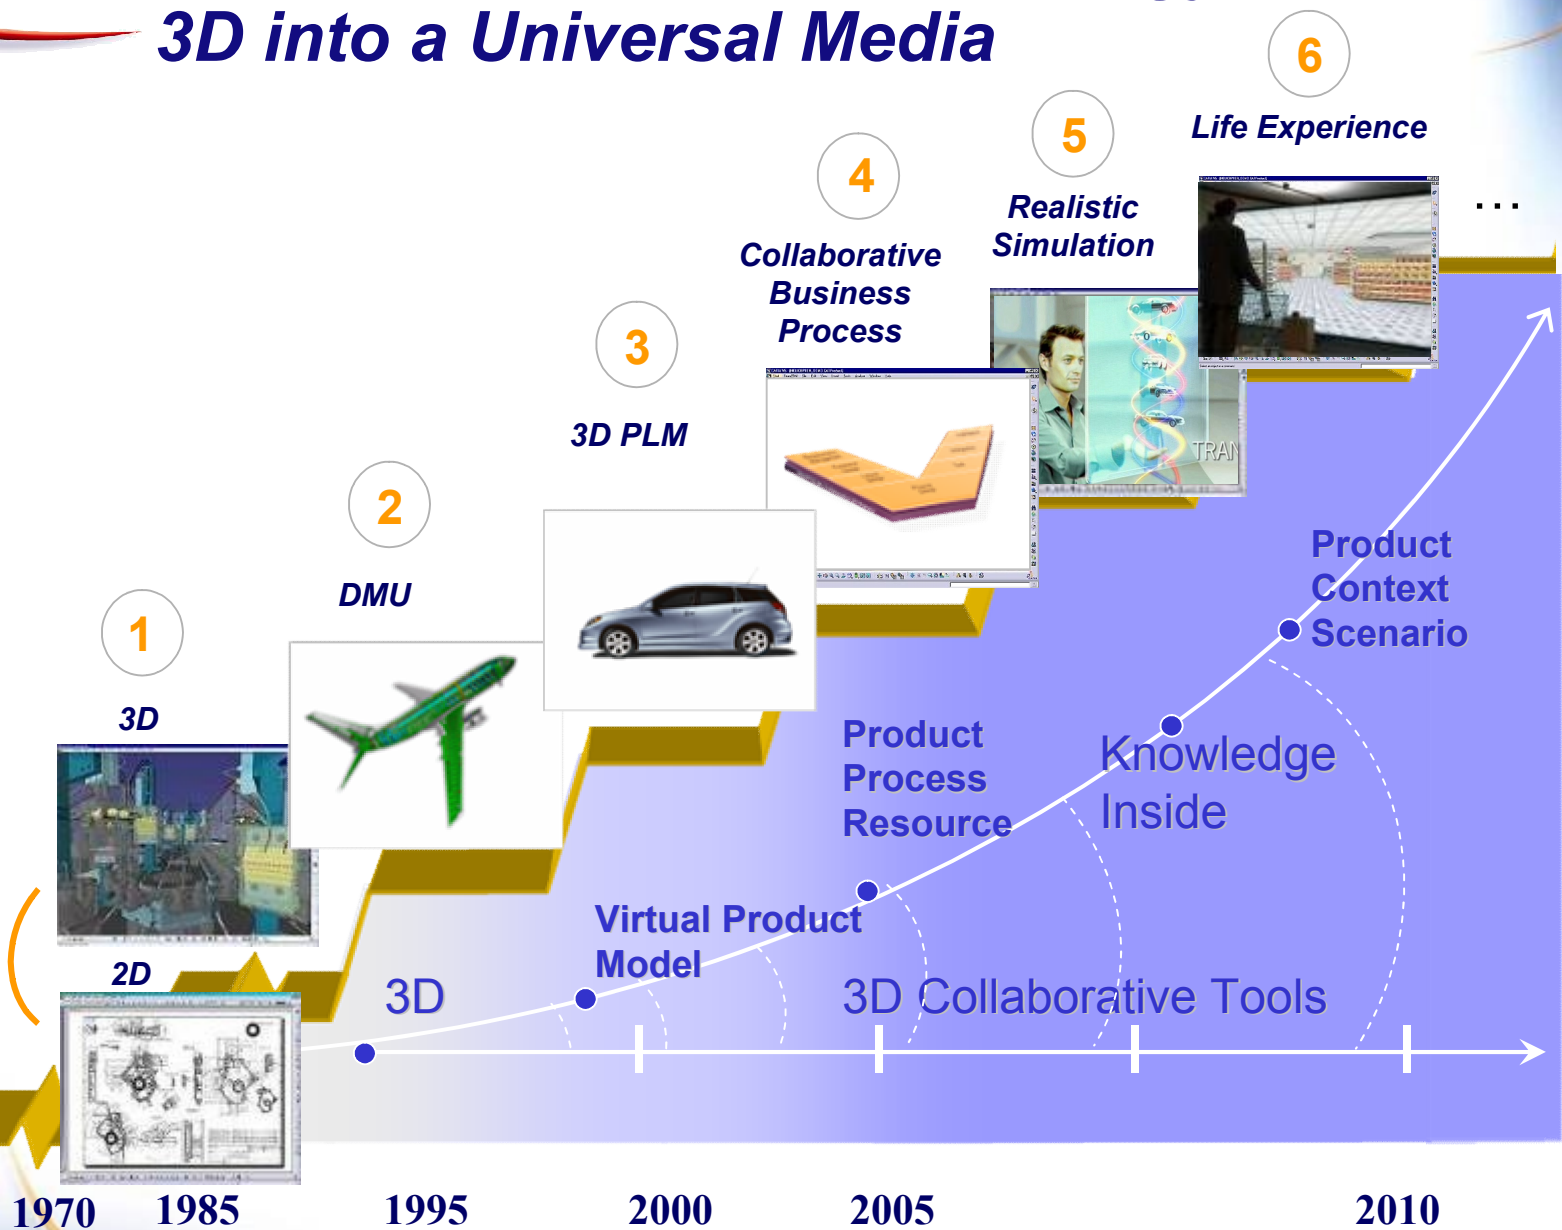 3D into a Universal Media
6
Life Experience
5
Realistic
Simulation
4
Collaborative
Business
Process
3
3D PLM
2
DMU
1
3D
2D
...
TRAN
Product
Context
Scenario
Product
Process
Resource
Knowledge
Inside
Virtual Product
Model
3D
3D Collaborative Tools
1970
1985
1995
2000
2005
2010